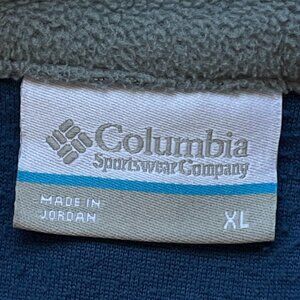 Columbia
Sportswear Company
MADE IN
JORDAN
XL